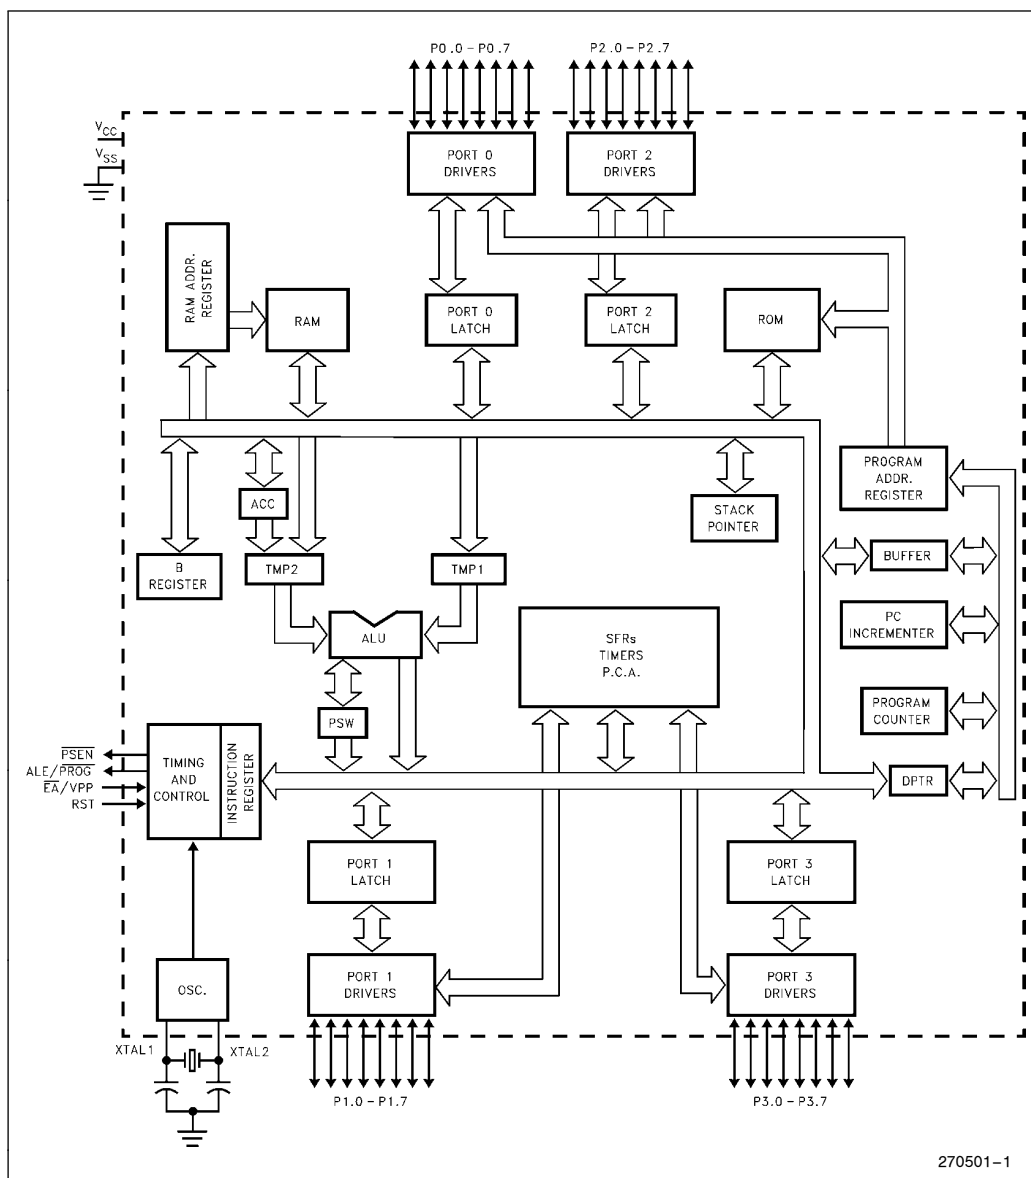 P0.0 – P0.7
P2.0 – P2.7
VCC
VSS
PORT 0
DRIVERS
PORT 2
DRIVERS
RAM ADDR.
REGISTER
RAM
PORT 0
LATCH
PORT 2
LATCH
ROM
PROGRAM
ADDR.
REGISTER
ACC
STACK
POINTER
B
REGISTER
TMP2
TMP1
BUFFER
ALU
SFRs
TIMERS
P.C.A.
PC
INCREMENTER
PSW
PROGRAM
COUNTER
PSEN
ALE/PROG
EA/VPP
RST
TIMING
AND
CONTROL
INSTRUCTION
REGISTER
DPTR
PORT 1
LATCH
PORT 3
LATCH
OSC.
PORT 1
DRIVERS
PORT 3
DRIVERS
XTAL1
XTAL2
P1.0 – P1.7
P3.0 – P3.7
270501–1